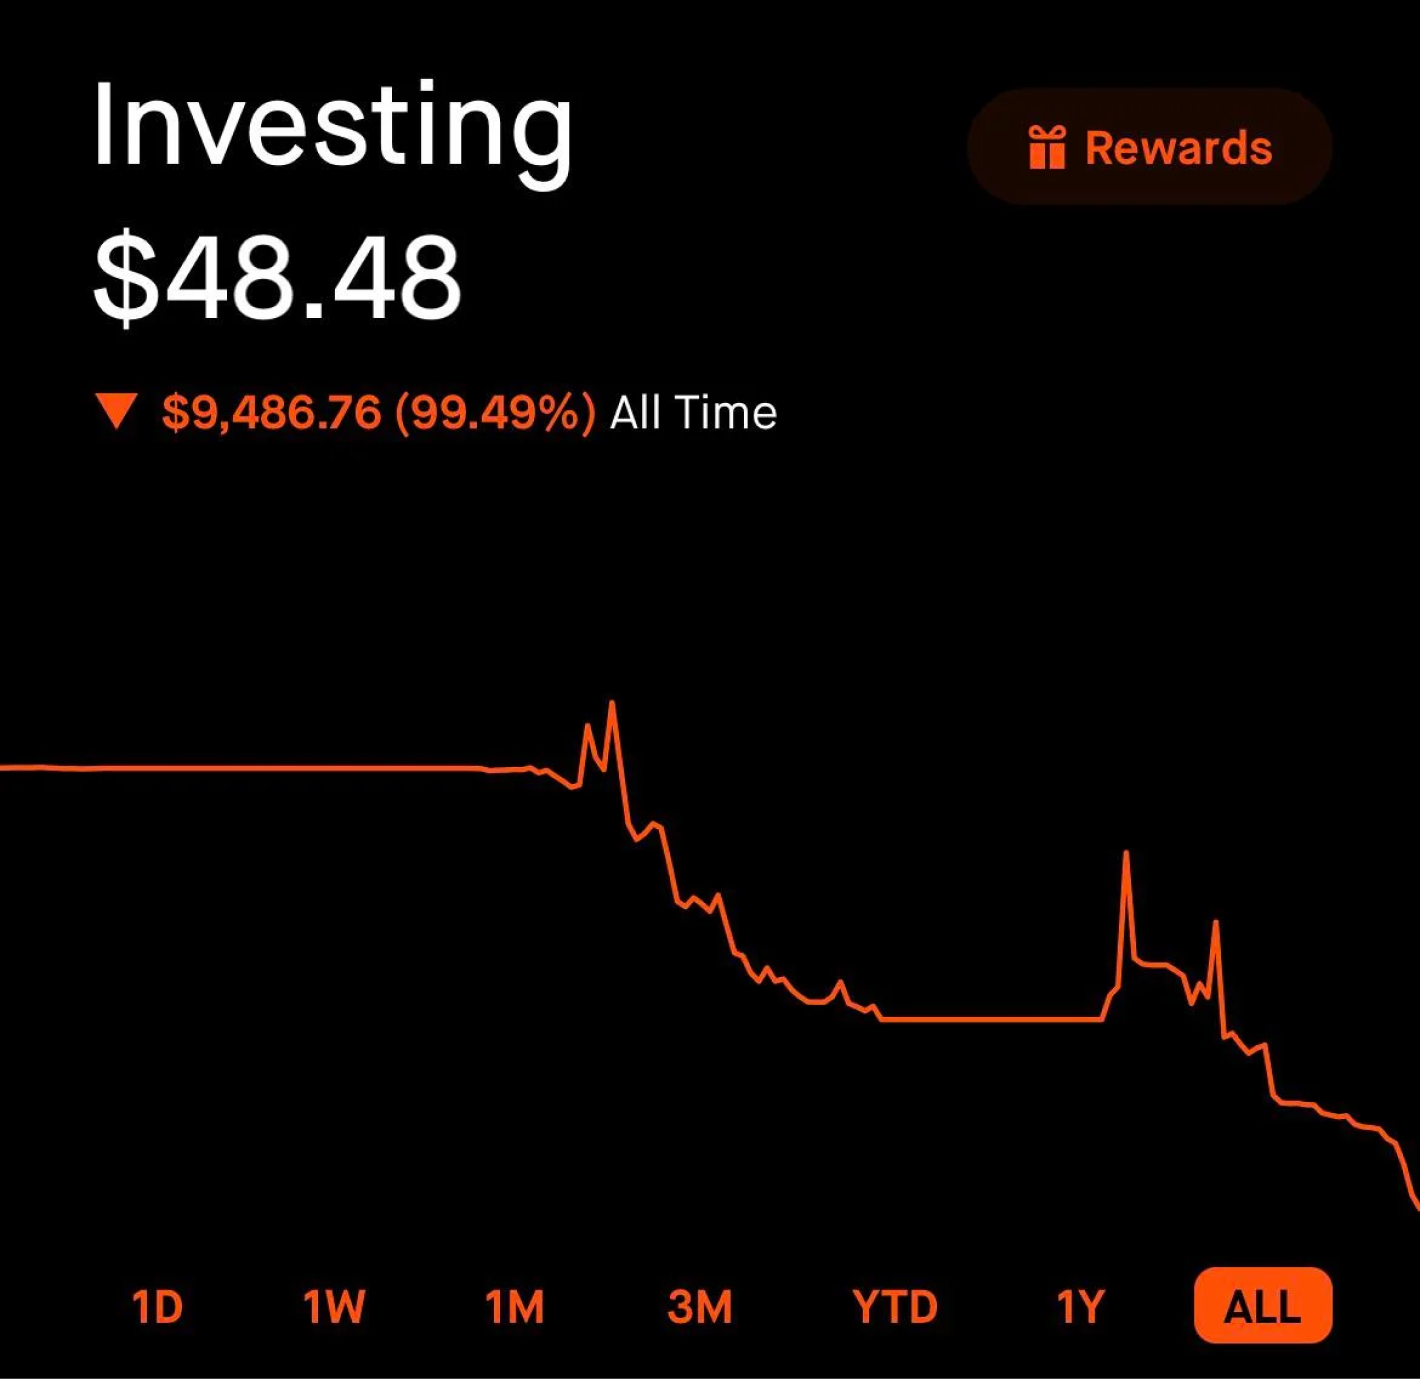 Investing
Rewards
$48.48
▼ $9,486.76 (99.49%) All Time
1D 1W 1M 3M YTD 1Y ALL